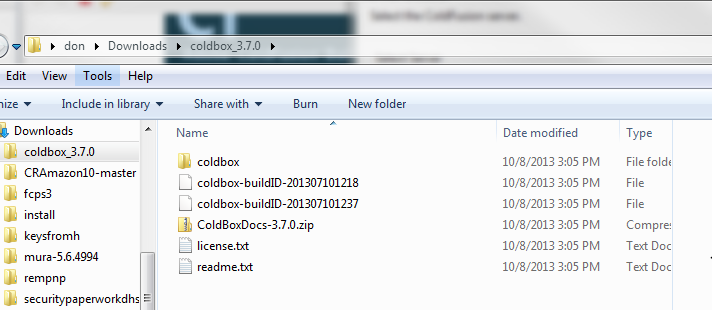 Select the ColdFusion server...
don Downloads coldbox_3.7.0
Edit View Tools Help
nize Include in library Share with Burn New folder
Downloads
coldbox_3.7.0
CRAmazon10-master
fcps3
install
keysfromh
mura-5.6.4994
rempnp
securitypaperworkdhs
Name Date modified Type
coldbox 10/8/2013 3:05 PM File folde
coldbox-buildID-201307101218 10/8/2013 3:05 PM File
coldbox-buildID-201307101237 10/8/2013 3:05 PM File
ColdBoxDocs-3.7.0.zip 10/8/2013 3:05 PM Compres
license.txt 10/8/2013 3:05 PM Text Doc
readme.txt 10/8/2013 3:05 PM Text Doc